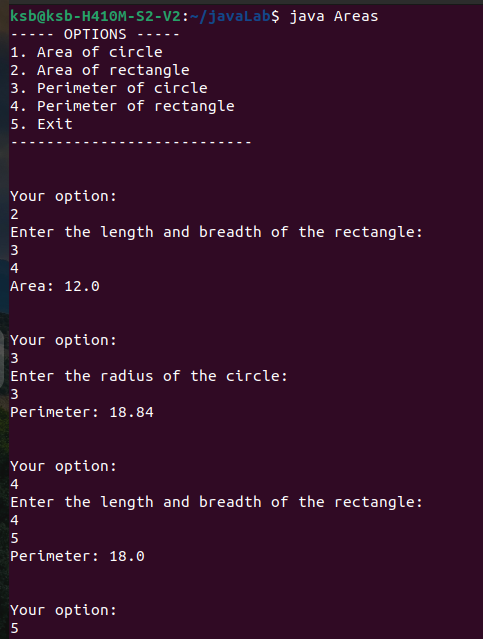 ksb@ksb-H410M-S2-V2:~/javaLab$ java Areas
----- OPTIONS -----
1. Area of circle
2. Area of rectangle
3. Perimeter of circle
4. Perimeter of rectangle
5. Exit
---------------------------
Your option:
2
Enter the length and breadth of the rectangle:
3
4
Area: 12.0
Your option:
3
Enter the radius of the circle:
3
Perimeter: 18.84
Your option:
4
Enter the length and breadth of the rectangle:
4
5
Perimeter: 18.0
Your option:
5